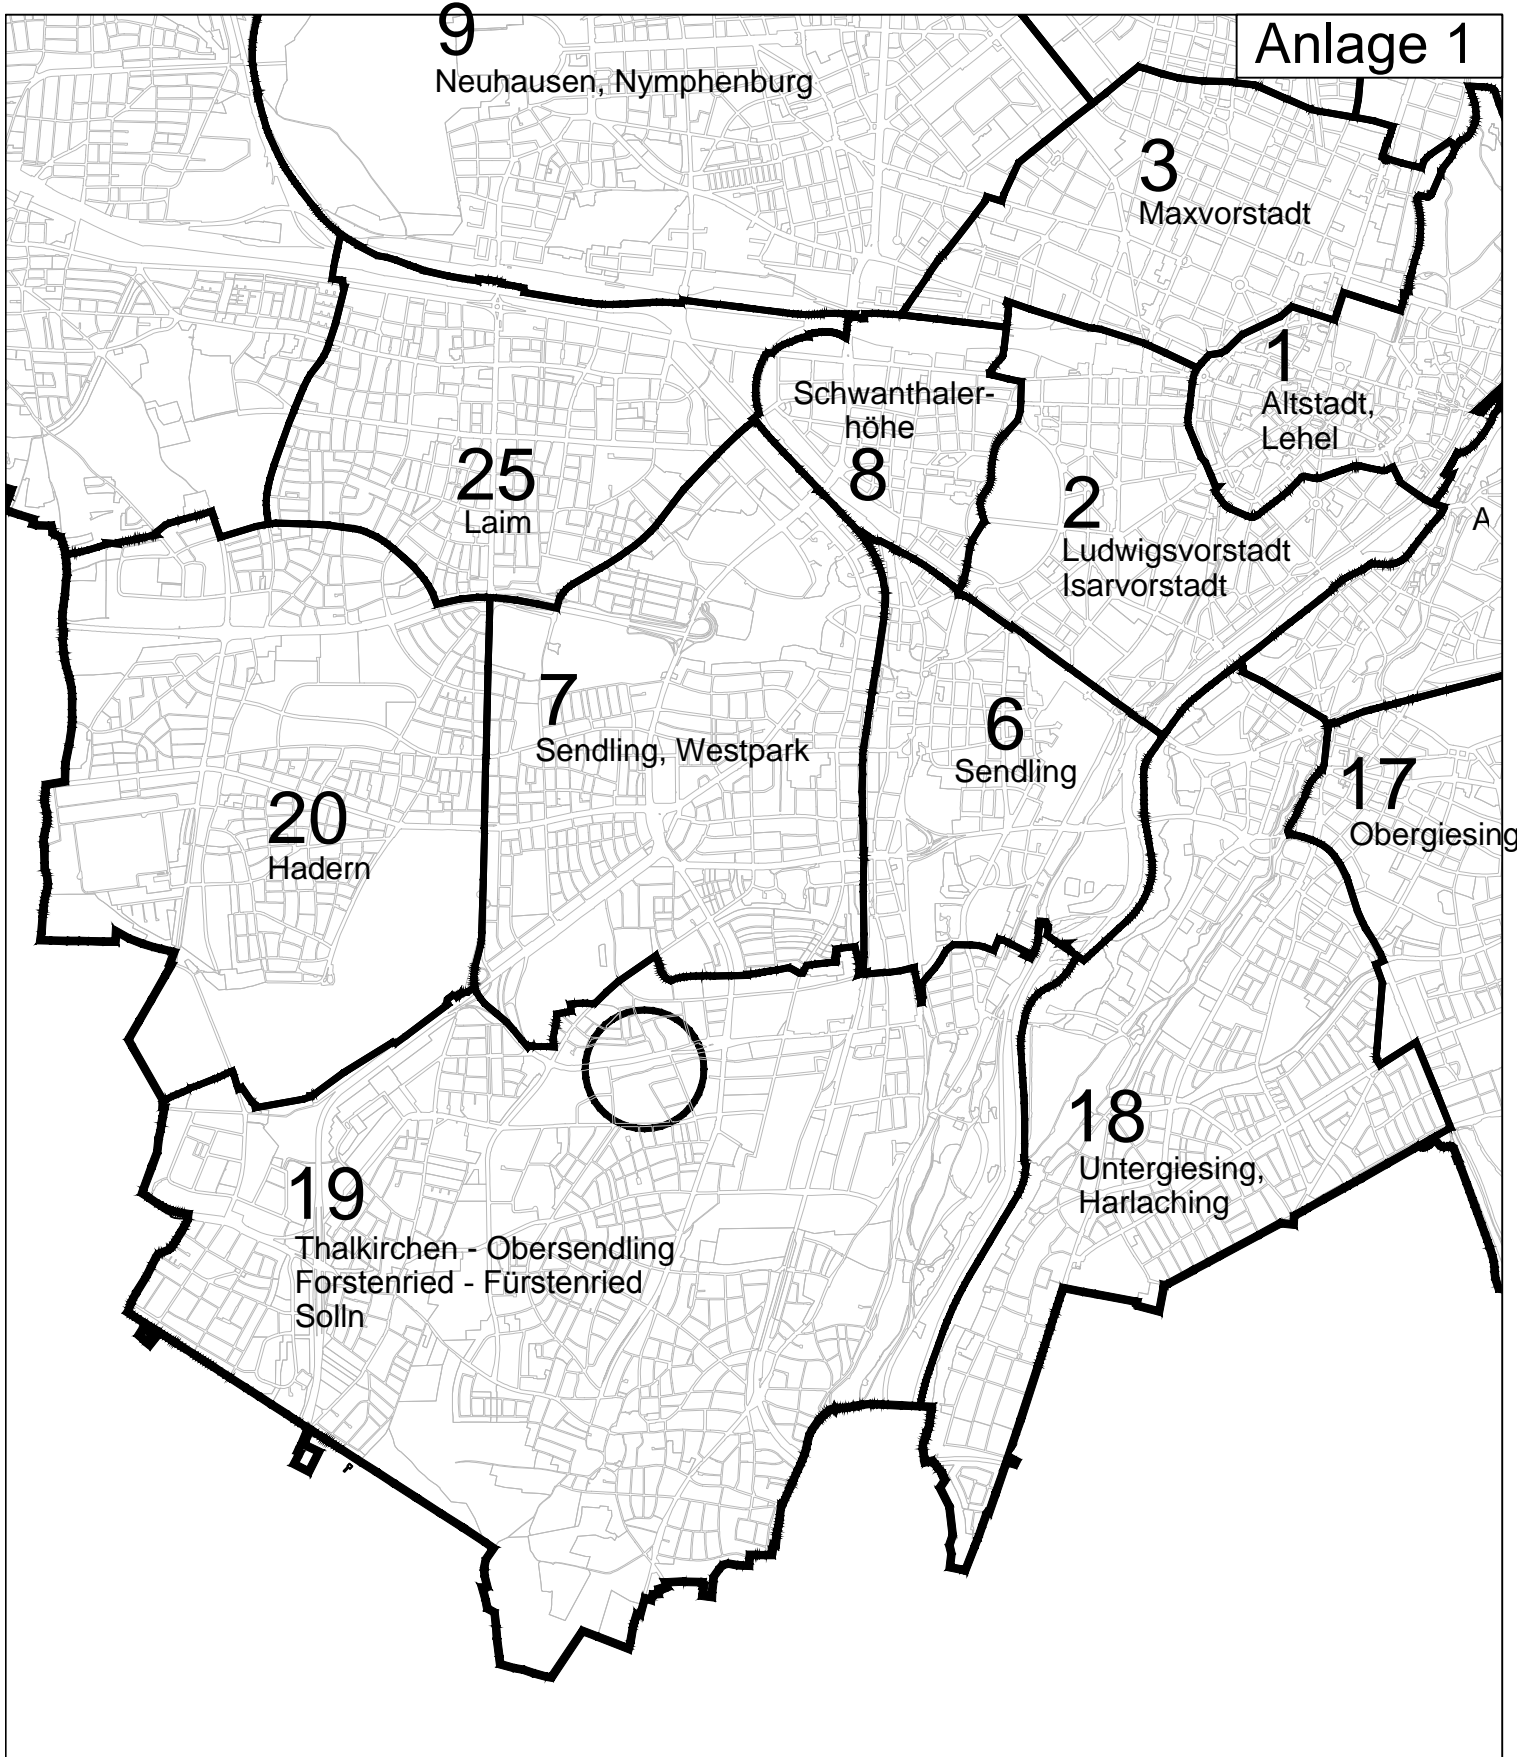 Anlage 1
9
Neuhausen, Nymphenburg
3
Maxvorstadt
1
Altstadt,
Lehel
Schwanthaler-
höhe
8
25
Laim
2
Ludwigsvorstadt
Isarvorstadt
A
7
Sendling, Westpark
6
Sendling
17
Obergiesing
20
Hadern
18
Untergiesing,
Harlaching
19
Thalkirchen - Obersendling
Forstenried - Fürstenried
Solln